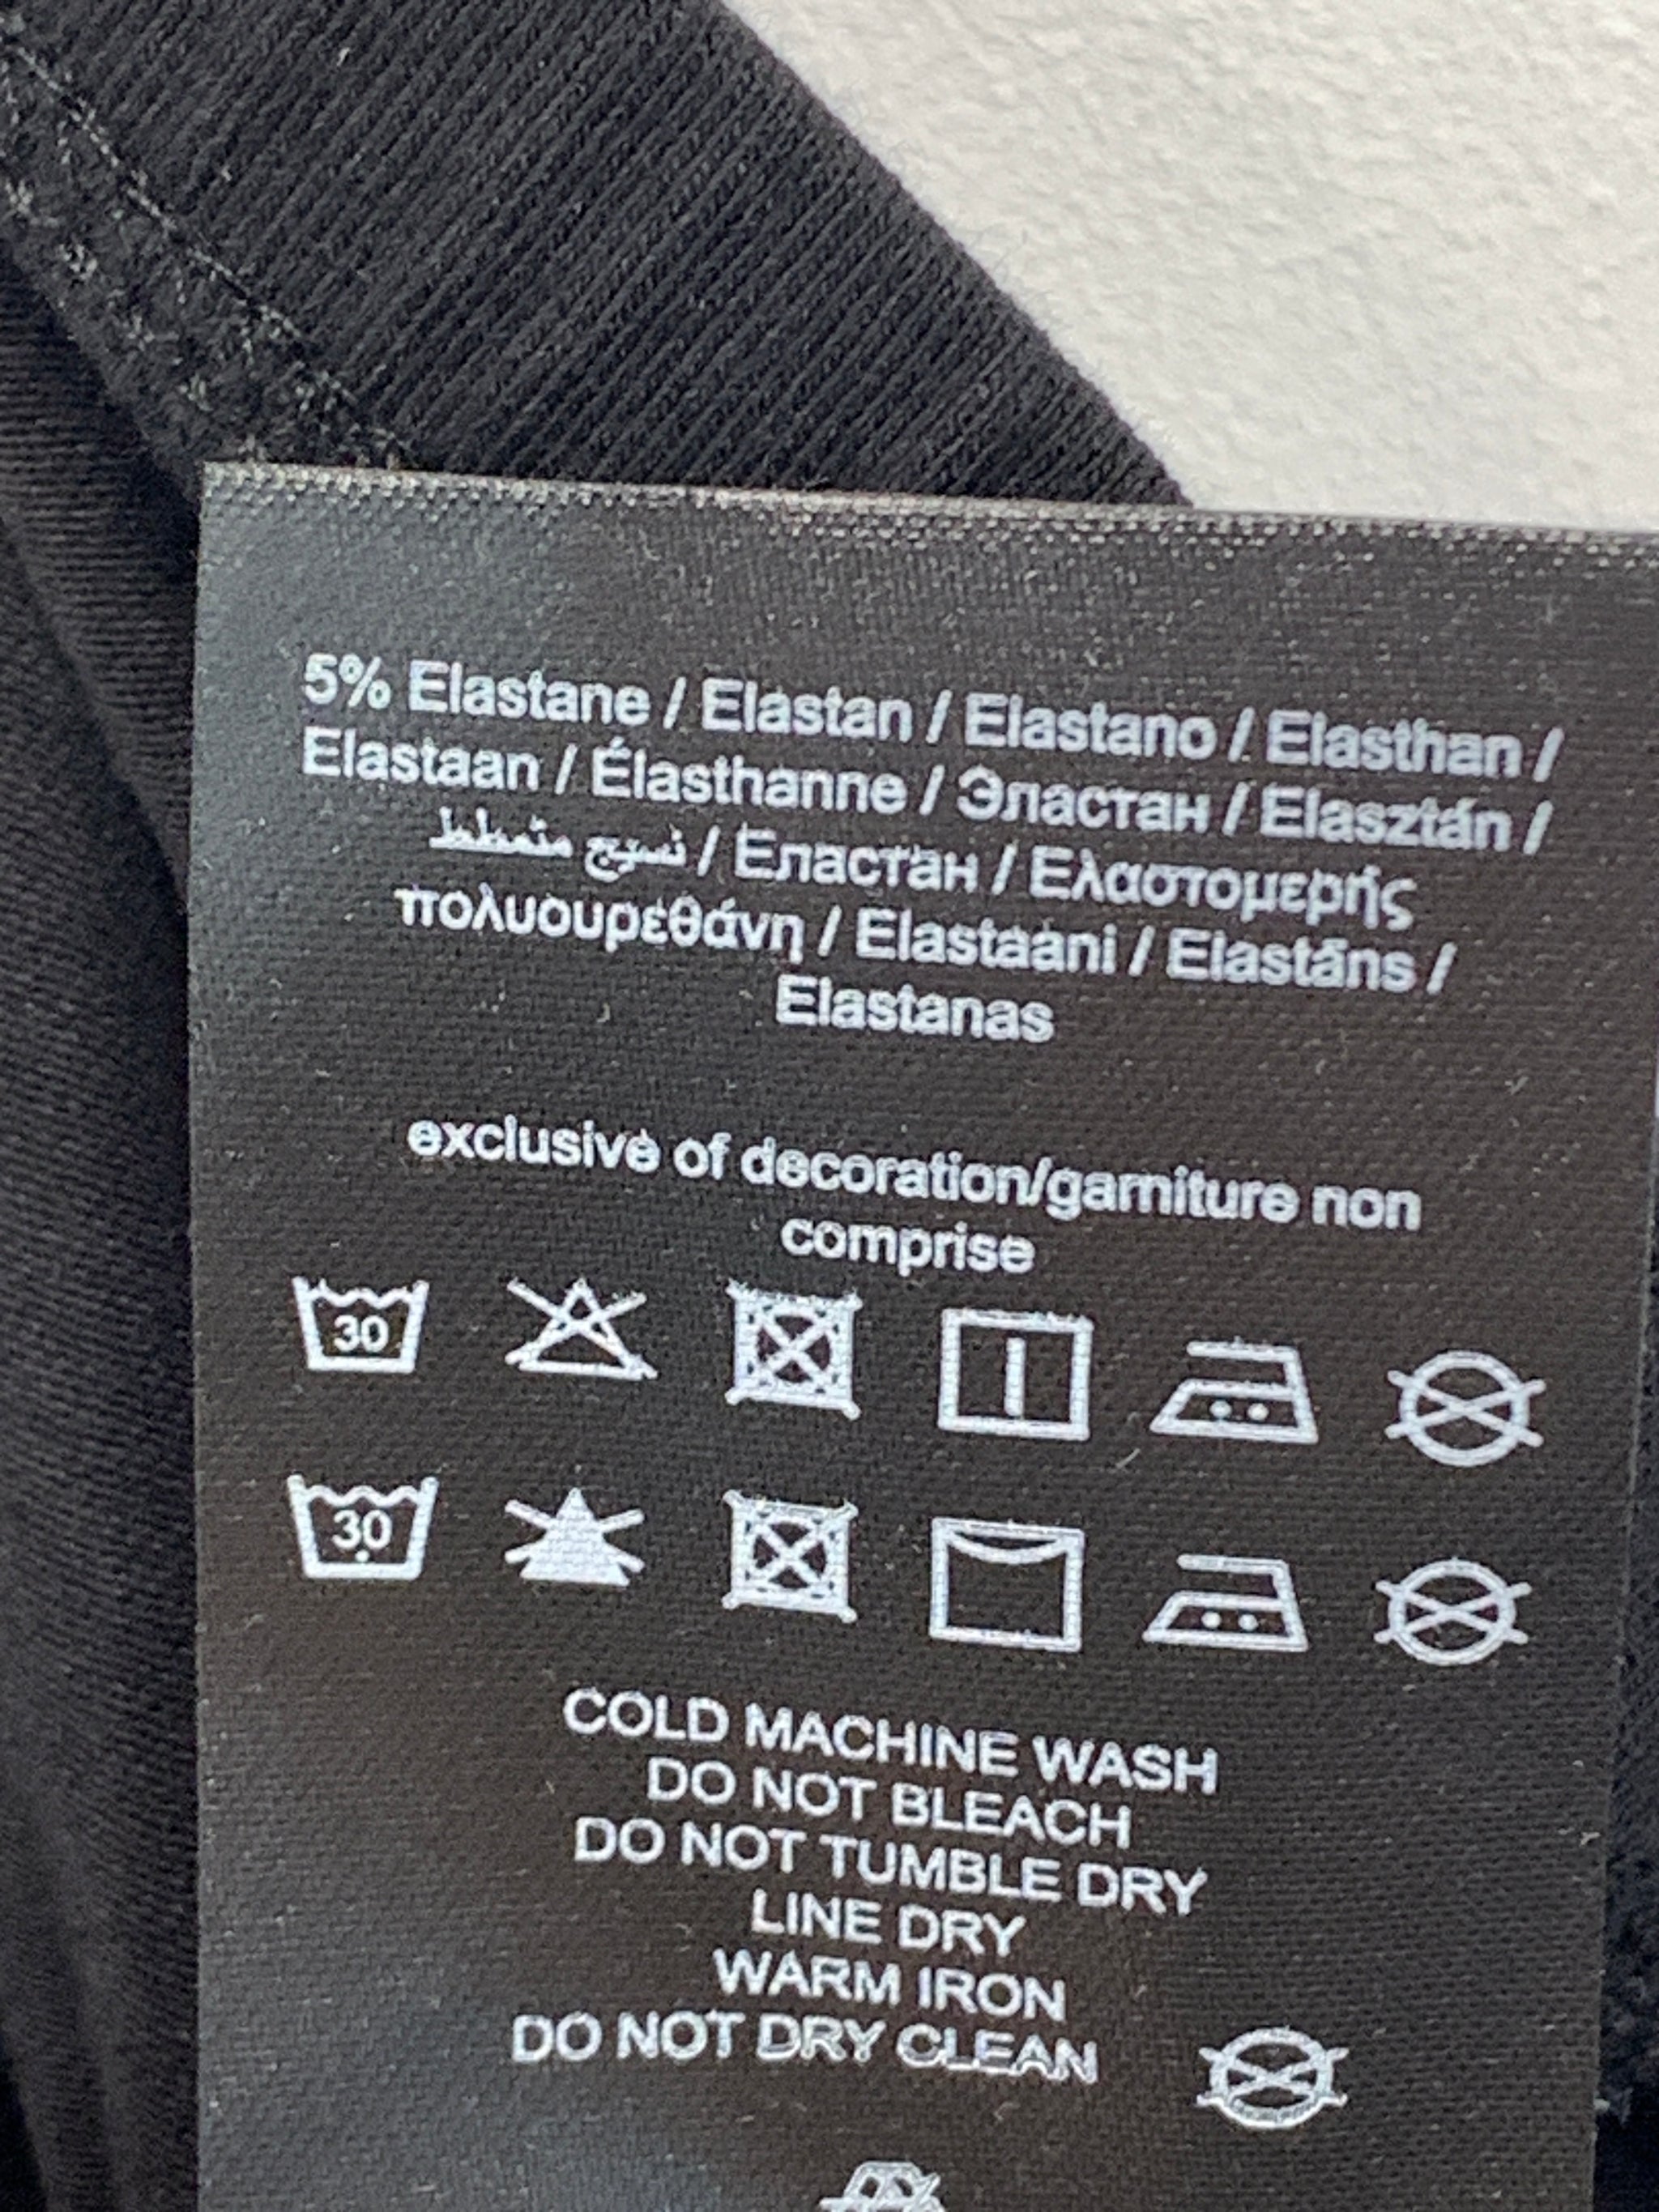 5% Elastane / Elastan / Elastano / Elasthan /
Elastaan / Élasthanne / Эластан / Elasztán /
نسيج متمطط / Еластан / Ελαστομερής
πολυουρεθάνη / Elastaani / Elastāns /
Elastanas
exclusive of decoration/garniture non
comprise
30
30
COLD MACHINE WASH
DO NOT BLEACH
DO NOT TUMBLE DRY
LINE DRY
WARM IRON
DO NOT DRY CLEAN